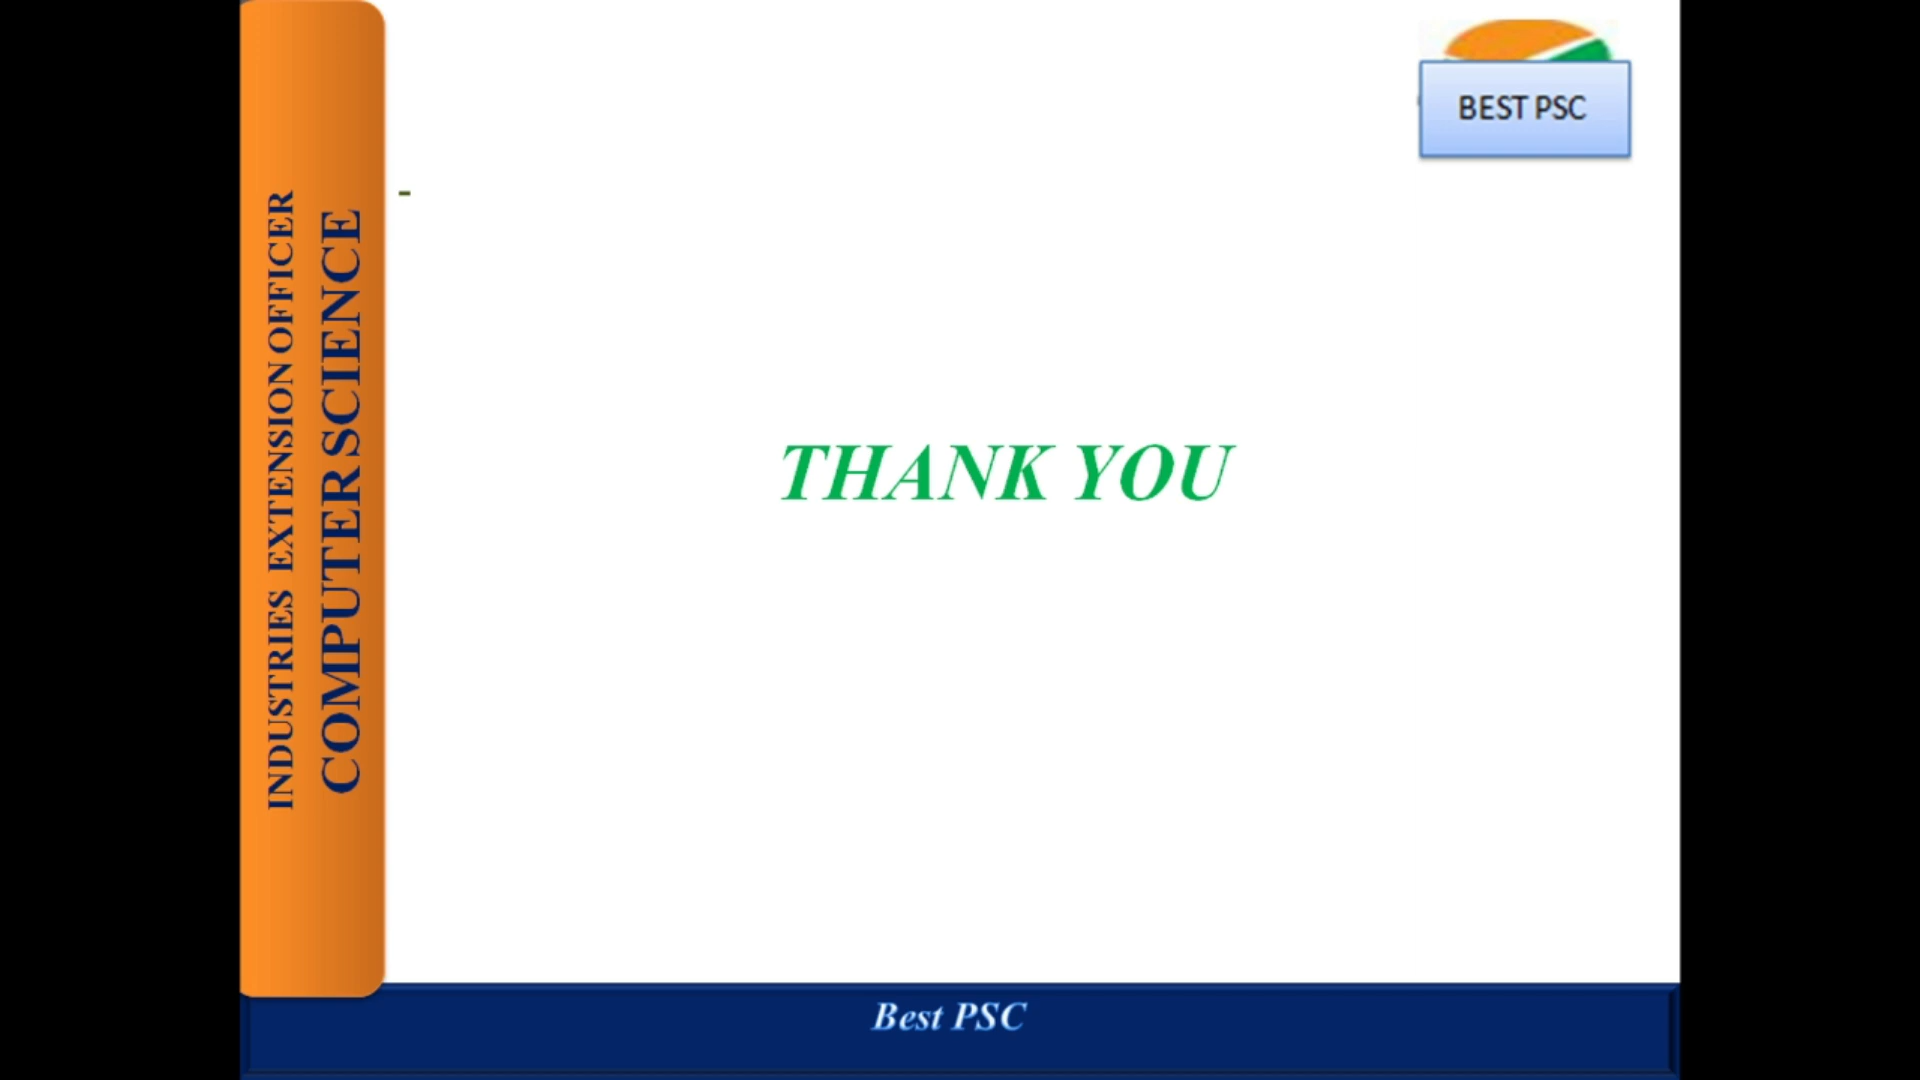 INDUSTRIES EXTENSION OFFICER
COMPUTER SCIENCE
BEST PSC
-
THANK YOU
Best PSC